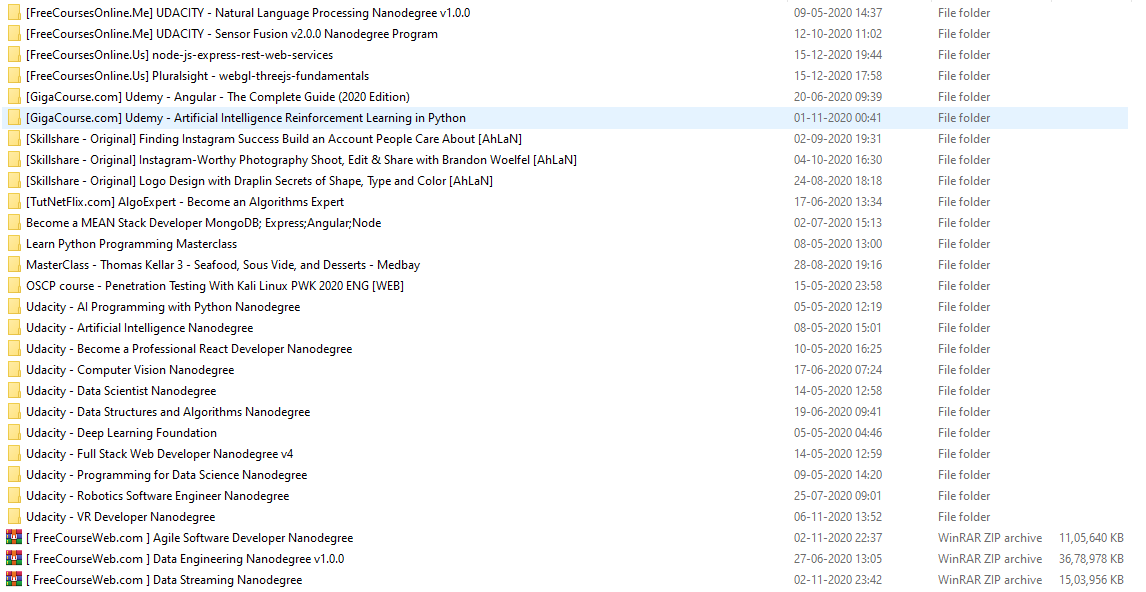 [FreeCoursesOnline.Me] UDACITY - Natural Language Processing Nanodegree v1.0.0 09-05-2020 14:37 File folder
[FreeCoursesOnline.Me] UDACITY - Sensor Fusion v2.0.0 Nanodegree Program 12-10-2020 11:02 File folder
[FreeCoursesOnline.Us] node-js-express-rest-web-services 15-12-2020 19:44 File folder
[FreeCoursesOnline.Us] Pluralsight - webgl-threejs-fundamentals 15-12-2020 17:58 File folder
[GigaCourse.com] Udemy - Angular - The Complete Guide (2020 Edition) 20-06-2020 09:39 File folder
[GigaCourse.com] Udemy - Artificial Intelligence Reinforcement Learning in Python 01-11-2020 00:41 File folder
[Skillshare - Original] Finding Instagram Success Build an Account People Care About [AhLaN] 02-09-2020 19:31 File folder
[Skillshare - Original] Instagram-Worthy Photography Shoot, Edit & Share with Brandon Woelfel [AhLaN] 04-10-2020 16:30 File folder
[Skillshare - Original] Logo Design with Draplin Secrets of Shape, Type and Color [AhLaN] 24-08-2020 18:18 File folder
[TutNetFlix.com] AlgoExpert - Become an Algorithms Expert 17-06-2020 13:34 File folder
Become a MEAN Stack Developer MongoDB; Express;Angular;Node 02-07-2020 15:13 File folder
Learn Python Programming Masterclass 08-05-2020 13:00 File folder
MasterClass - Thomas Kellar 3 - Seafood, Sous Vide, and Desserts - Medbay 28-08-2020 19:16 File folder
OSCP course - Penetration Testing With Kali Linux PWK 2020 ENG [WEB] 15-05-2020 23:58 File folder
Udacity - AI Programming with Python Nanodegree 05-05-2020 12:19 File folder
Udacity - Artificial Intelligence Nanodegree 08-05-2020 15:01 File folder
Udacity - Become a Professional React Developer Nanodegree 10-05-2020 16:25 File folder
Udacity - Computer Vision Nanodegree 17-06-2020 07:24 File folder
Udacity - Data Scientist Nanodegree 14-05-2020 12:58 File folder
Udacity - Data Structures and Algorithms Nanodegree 19-06-2020 09:41 File folder
Udacity - Deep Learning Foundation 05-05-2020 04:46 File folder
Udacity - Full Stack Web Developer Nanodegree v4 14-05-2020 12:59 File folder
Udacity - Programming for Data Science Nanodegree 09-05-2020 14:20 File folder
Udacity - Robotics Software Engineer Nanodegree 25-07-2020 09:01 File folder
Udacity - VR Developer Nanodegree 06-11-2020 13:52 File folder
[ FreeCourseWeb.com ] Agile Software Developer Nanodegree 02-11-2020 22:37 WinRAR ZIP archive 11,05,640 KB
[ FreeCourseWeb.com ] Data Engineering Nanodegree v1.0.0 27-06-2020 13:05 WinRAR ZIP archive 36,78,978 KB
[ FreeCourseWeb.com ] Data Streaming Nanodegree 02-11-2020 23:42 WinRAR ZIP archive 15,03,956 KB